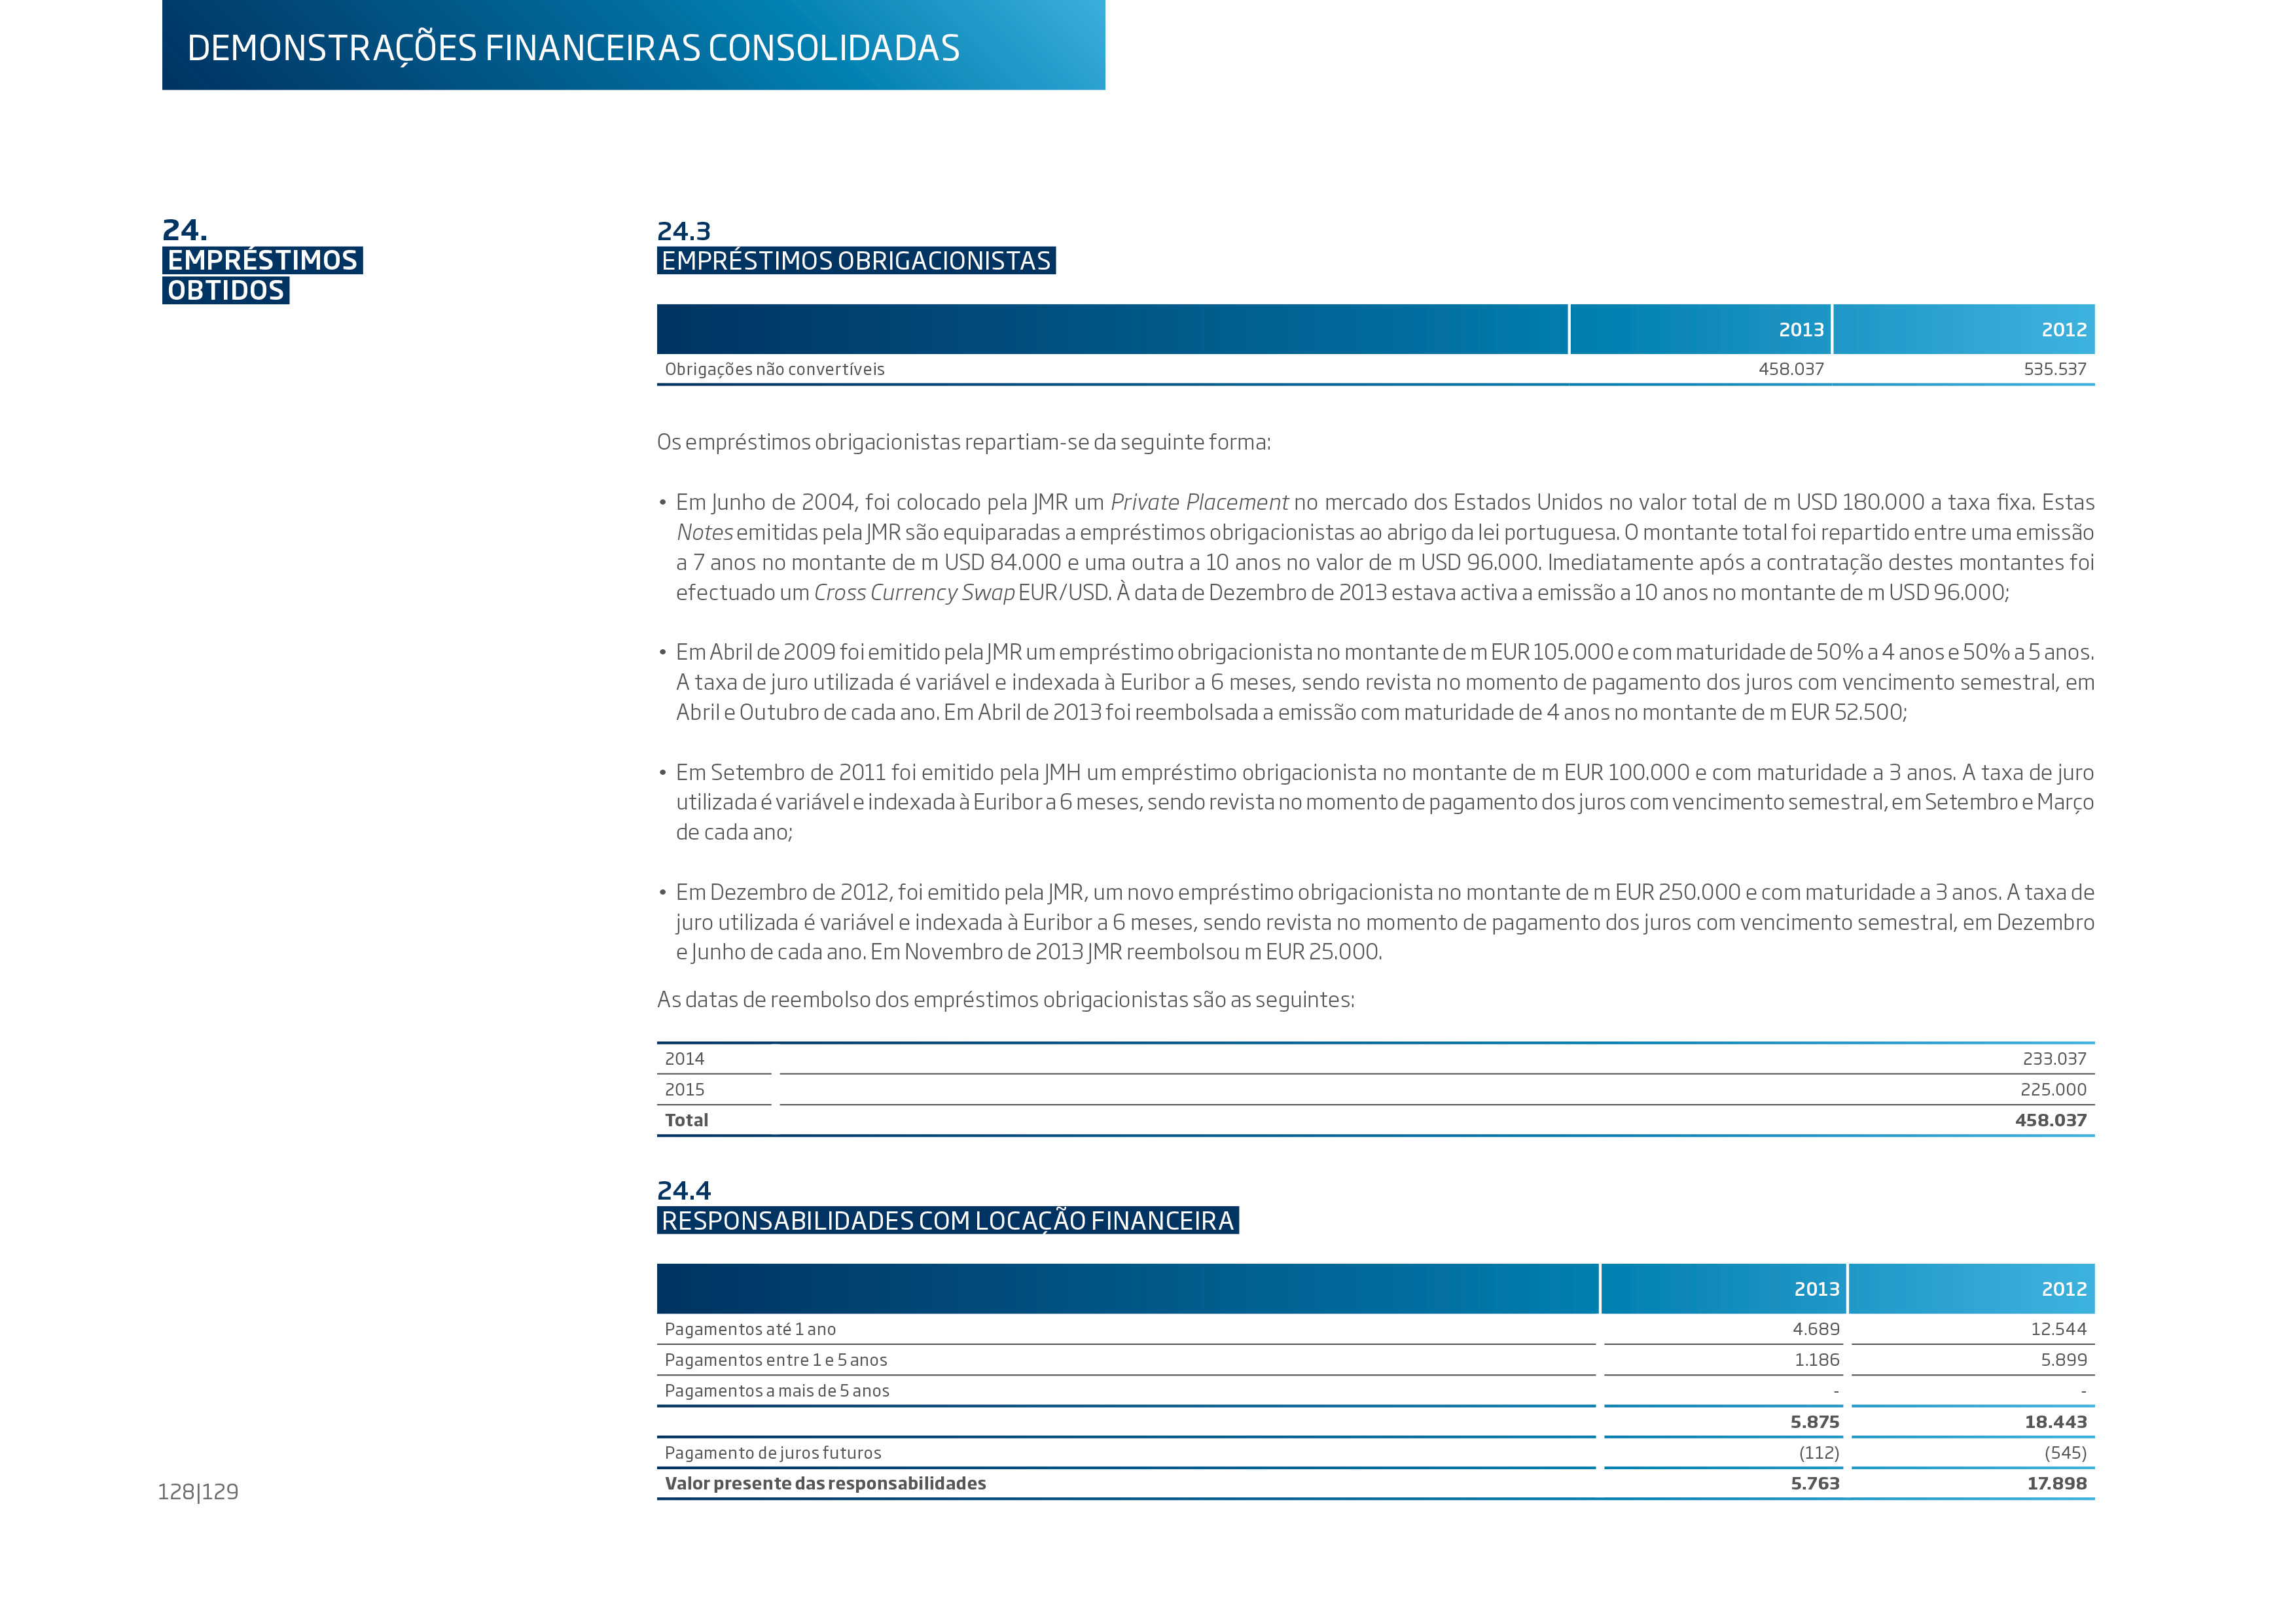 DEMONSTRAÇÕES FINANCEIRAS CONSOLIDADAS
24.
EMPRÉSTIMOS
OBTIDOS
24.3
EMPRÉSTIMOS OBRIGACIONISTAS
2013 2012
Obrigações não convertíveis 458.037 535.537
Os empréstimos obrigacionistas repartiam-se da seguinte forma:
• Em Junho de 2004, foi colocado pela JMR um Private Placement no mercado dos Estados Unidos no valor total de m USD 180.000 a taxa fixa. Estas
Notes emitidas pela JMR são equiparadas a empréstimos obrigacionistas ao abrigo da lei portuguesa. O montante total foi repartido entre uma emissão
a 7 anos no montante de m USD 84.000 e uma outra a 10 anos no valor de m USD 96.000. Imediatamente após a contratação destes montantes foi
efectuado um Cross Currency Swap EUR/USD. À data de Dezembro de 2013 estava activa a emissão a 10 anos no montante de m USD 96.000;
• Em Abril de 2009 foi emitido pela JMR um empréstimo obrigacionista no montante de m EUR 105.000 e com maturidade de 50% a 4 anos e 50% a 5 anos.
A taxa de juro utilizada é variável e indexada à Euribor a 6 meses, sendo revista no momento de pagamento dos juros com vencimento semestral, em
Abril e Outubro de cada ano. Em Abril de 2013 foi reembolsada a emissão com maturidade de 4 anos no montante de m EUR 52.500;
• Em Setembro de 2011 foi emitido pela JMH um empréstimo obrigacionista no montante de m EUR 100.000 e com maturidade a 3 anos. A taxa de juro
utilizada é variável e indexada à Euribor a 6 meses, sendo revista no momento de pagamento dos juros com vencimento semestral, em Setembro e Março
de cada ano;
• Em Dezembro de 2012, foi emitido pela JMR, um novo empréstimo obrigacionista no montante de m EUR 250.000 e com maturidade a 3 anos. A taxa de
juro utilizada é variável e indexada à Euribor a 6 meses, sendo revista no momento de pagamento dos juros com vencimento semestral, em Dezembro
e Junho de cada ano. Em Novembro de 2013 JMR reembolsou m EUR 25.000.
As datas de reembolso dos empréstimos obrigacionistas são as seguintes:
2014 233.037
2015 225.000
Total 458.037
24.4
RESPONSABILIDADES COM LOCAÇÃO FINANCEIRA
2013 2012
Pagamentos até 1 ano 4.689 12.544
Pagamentos entre 1 e 5 anos 1.186 5.899
Pagamentos a mais de 5 anos - -
5.875 18.443
Pagamento de juros futuros (112) (545)
Valor presente das responsabilidades 5.763 17.898
128|129